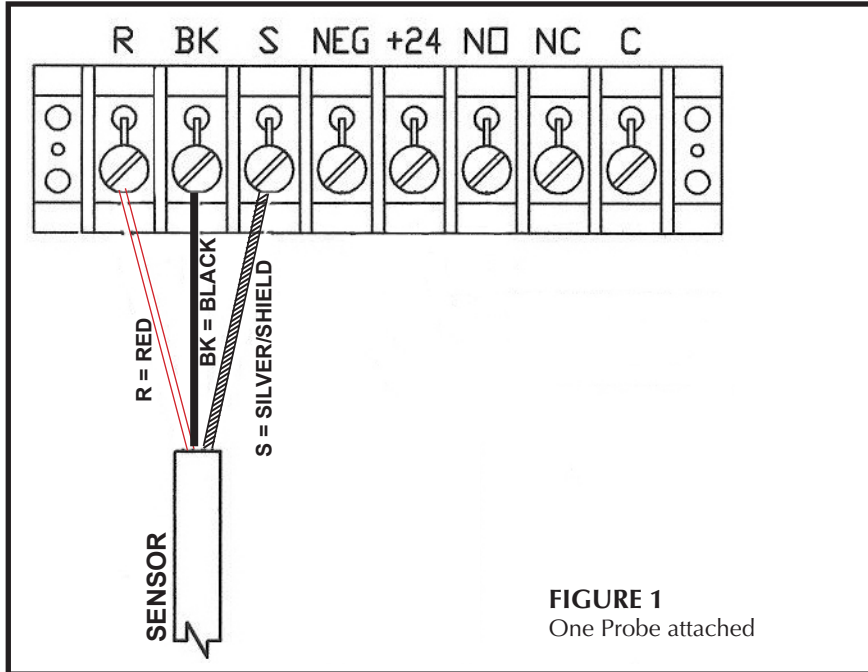 R BK S NEG +24 NO NC C
R = RED
BK = BLACK
S = SILVER/SHIELD
SENSOR
FIGURE 1
One Probe attached